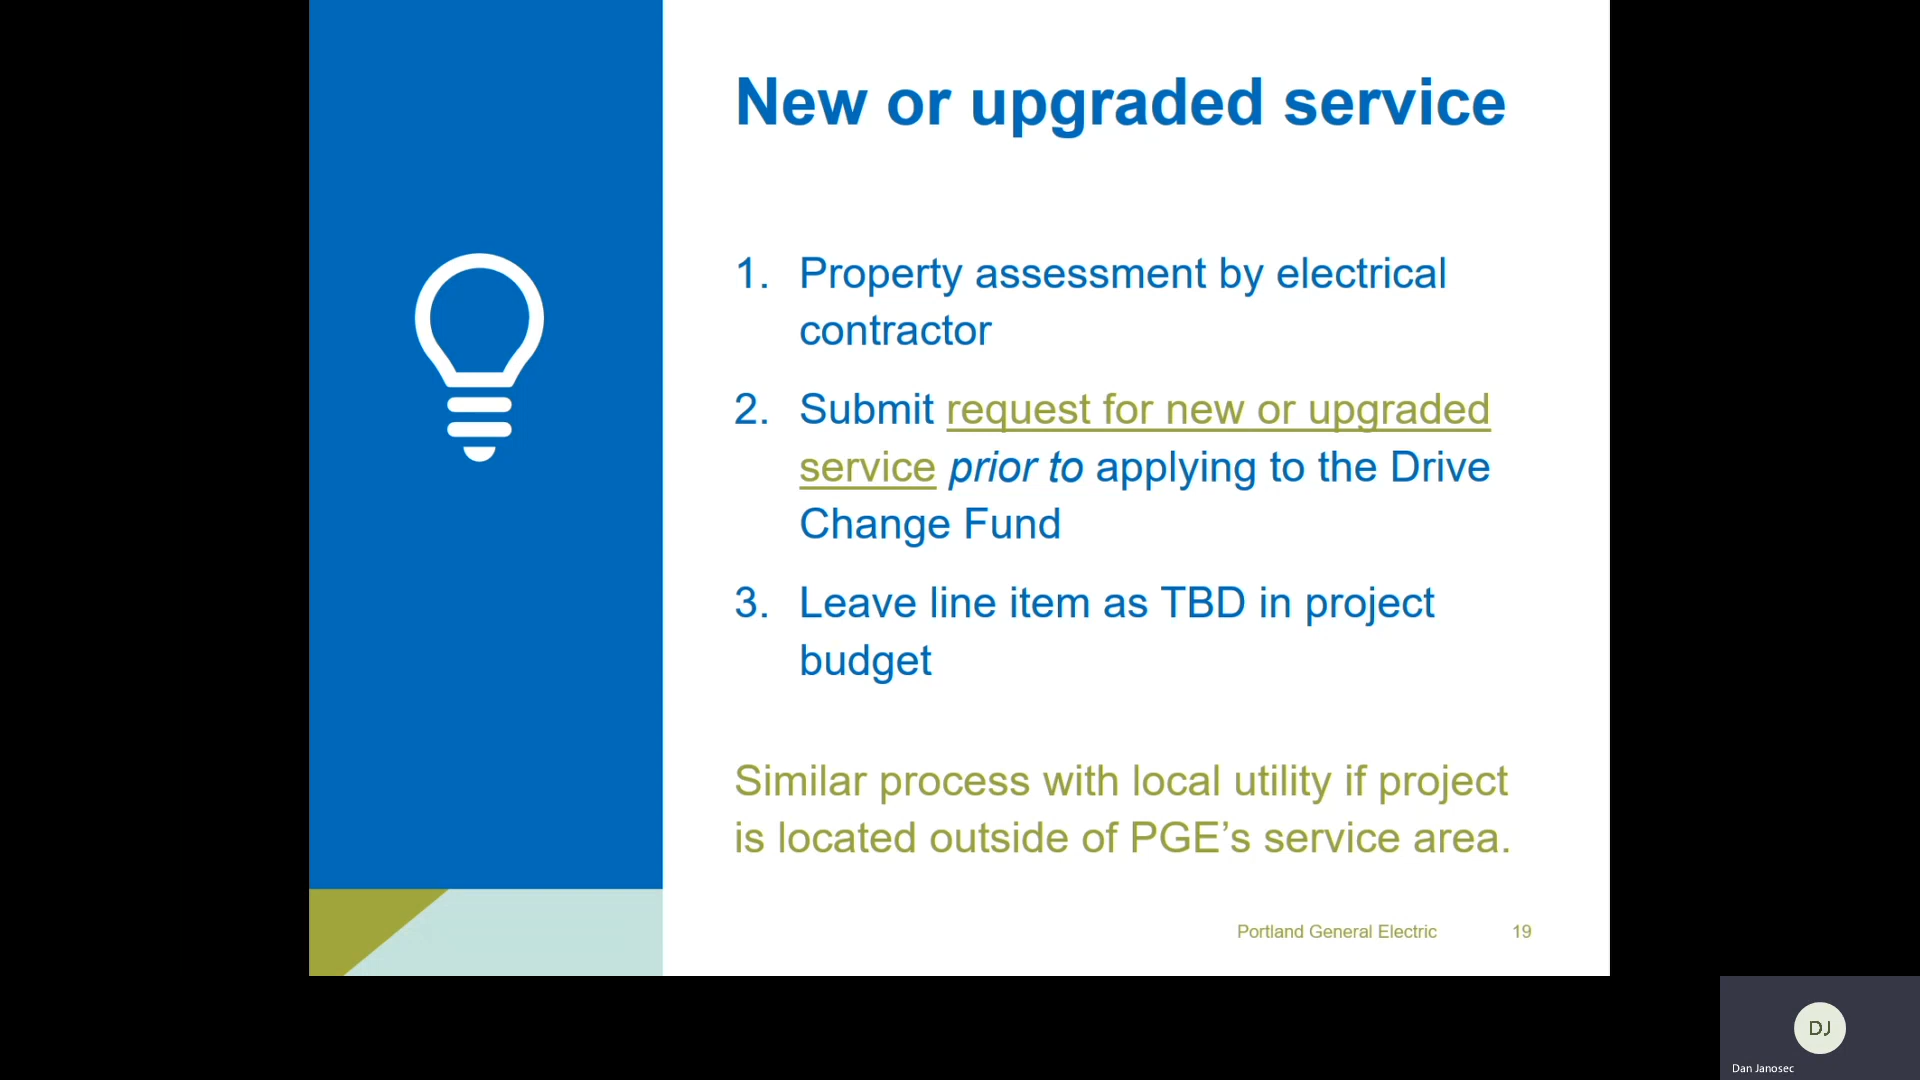 New or upgraded service
1. Property assessment by electrical
contractor
2. Submit request for new or upgraded
service prior to applying to the Drive
Change Fund
3. Leave line item as TBD in project
budget
Similar process with local utility if project
is located outside of PGE’s service area.
Portland General Electric 19
DJ
Dan Janosec